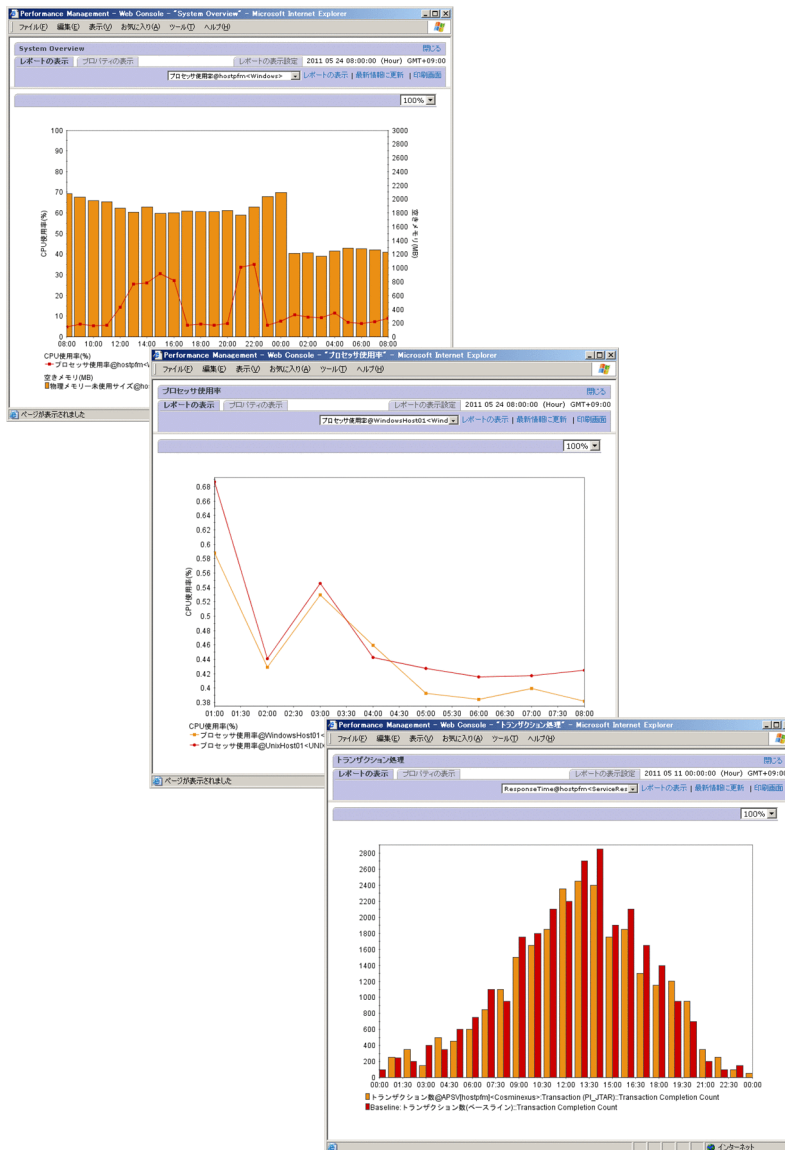 Performance Management - Web Console - "System Overview" - Microsoft Internet Explorer
ファイル(F) 編集(E) 表示(V) お気に入り(A) ツール(T) ヘルプ(H)
System Overview 閉じる
レポートの表示 プロパティの表示 レポートの表示設定 2011 05 24 08:00:00 (Hour) GMT+09:00
プロセッサ使用率@hostpfm<Windows> レポートの表示 | 最新情報に更新 | 印刷画面
100%
100 90 80 70 60 50 40 30 20 10 0
CPU使用率(%)
3000 2800 2600 2400 2200 2000 1800 1600 1400 1200 1000 800 600 400 200 0
空きメモリ(MB)
08:00 10:00 12:00 14:00 16:00 18:00 20:00 22:00 00:00 02:00 04:00 06:00 08:00
CPU使用率(%)
プロセッサ使用率@hostpfm<
空きメモリ(MB)
物理メモリー未使用サイズ@hos
ページが表示されました
Performance Management - Web Console - "プロセッサ使用率" - Microsoft Internet Explorer
ファイル(F) 編集(E) 表示(V) お気に入り(A) ツール(T) ヘルプ(H)
プロセッサ使用率 閉じる
レポートの表示 プロパティの表示 レポートの表示設定 2011 05 24 08:00:00 (Hour) GMT+09:00
プロセッサ使用率@WindowsHost01<Wind レポートの表示 | 最新情報に更新 | 印刷画面
100%
0.68 0.66 0.64 0.62 0.6 0.58 0.56 0.54 0.52 0.5 0.48 0.46 0.44 0.42 0.4 0.38
CPU使用率(%)
01:00 01:30 02:00 02:30 03:00 03:30 04:00 04:30 05:00 05:30 06:00 06:30 07:00 07:30 08:00
CPU使用率(%)
プロセッサ使用率@WindowsHost01<
プロセッサ使用率@UnixHost01<UNIX
ページが表示されました
Performance Management - Web Console - "トランザクション処理" - Microsoft Internet Explorer
ファイル(F) 編集(E) 表示(V) お気に入り(A) ツール(T) ヘルプ(H)
トランザクション処理 閉じる
レポートの表示 プロパティの表示 レポートの表示設定 2011 05 11 00:00:00 (Hour) GMT+09:00
ResponseTime@hostpfm<ServiceRes レポートの表示 | 最新情報に更新 | 印刷画面
100%
2800 2600 2400 2200 2000 1800 1600 1400 1200 1000 800 600 400 200 0
00:00 01:30 03:00 04:30 06:00 07:30 09:00 10:30 12:00 13:30 15:00 16:30 18:00 19:30 21:00 22:30 00:00
トランザクション数@APSV[hostpfm]<Cosminexus>:Transaction (PI_JTAR)::Transaction Completion Count
Baseline:トランザクション数(ベースライン)::Transaction Completion Count
インターネット